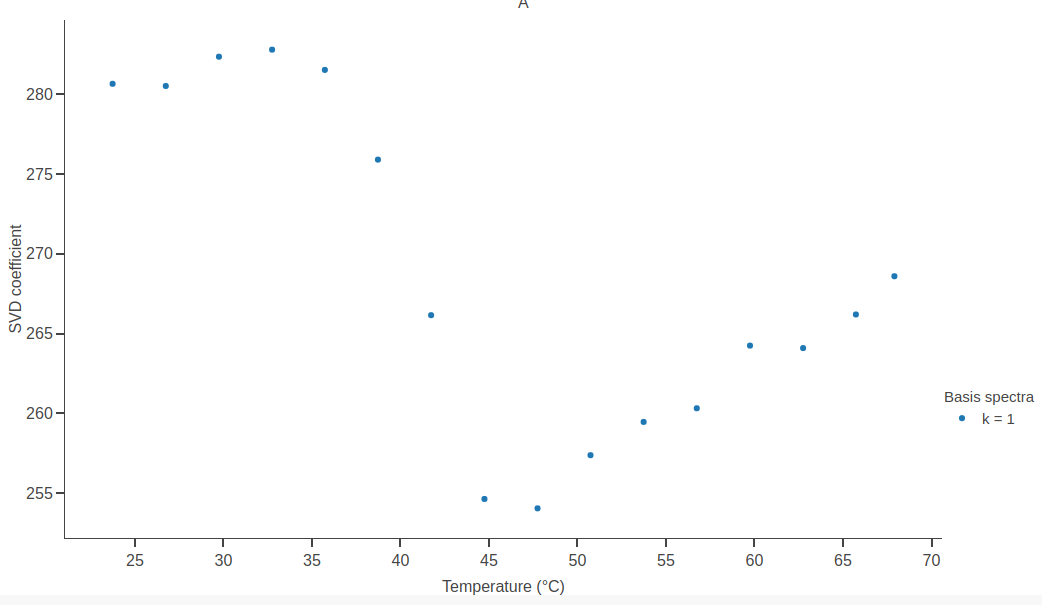 A
280
275
270
265
260
255
SVD coefficient
25 30 35 40 45 50 55 60 65 70
Temperature (°C)
Basis spectra
k = 1